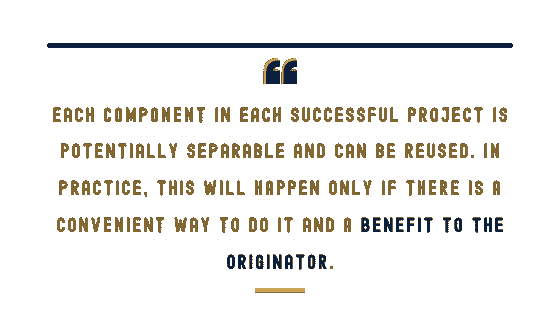 “
EACH COMPONENT IN EACH SUCCESSFUL PROJECT IS
POTENTIALLY SEPARABLE AND CAN BE REUSED. IN
PRACTICE, THIS WILL HAPPEN ONLY IF THERE IS A
CONVENIENT WAY TO DO IT AND A BENEFIT TO THE
ORIGINATOR.